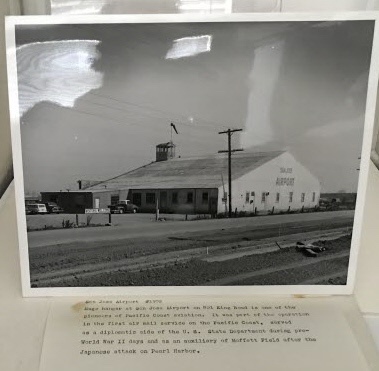 SAN JOSE
AIRPORT
San Jose Airport
Huge hangar at San Jose Airport on Old King Road is one of the
pioneers of Pacific Coast aviation. It was part of the operation
in the first air mail service on the Pacific Coast, served
as a diplomatic side of the U. S. State Department during pre-
World War II days and as an auxiliary of Moffett Field after the
Japanese attack on Pearl Harbor.